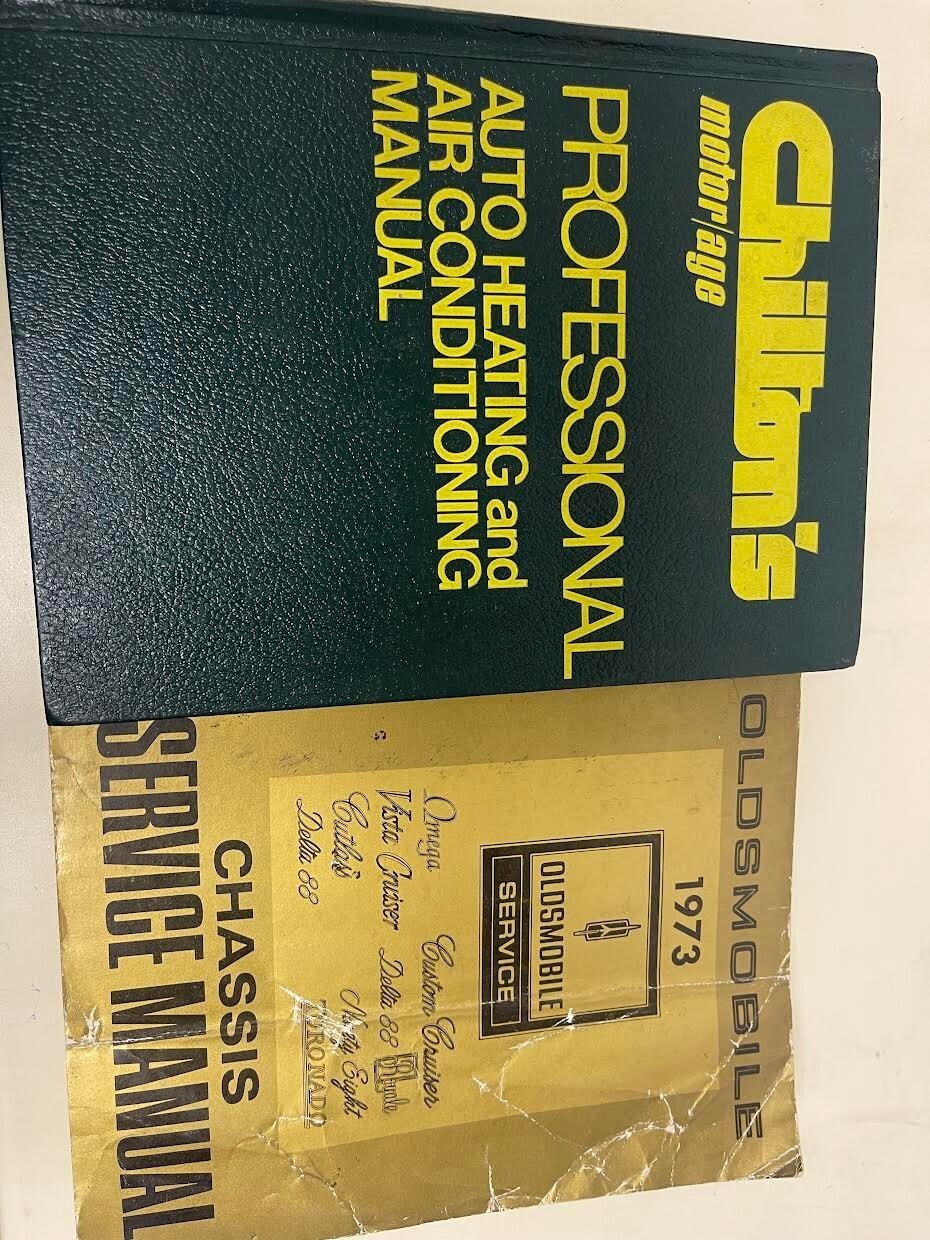 Chilton's
motor/age
PROFESSIONAL
AUTO HEATING and
AIR CONDITIONING
MANUAL
OLDSMOBILE
1973
OLDSMOBILE
SERVICE
Omega Custom Cruiser
Vista Cruiser Delta 88 Royale
Cutlass Ninety Eight
Delta 88 TORONADO
CHASSIS
SERVICE MANUAL